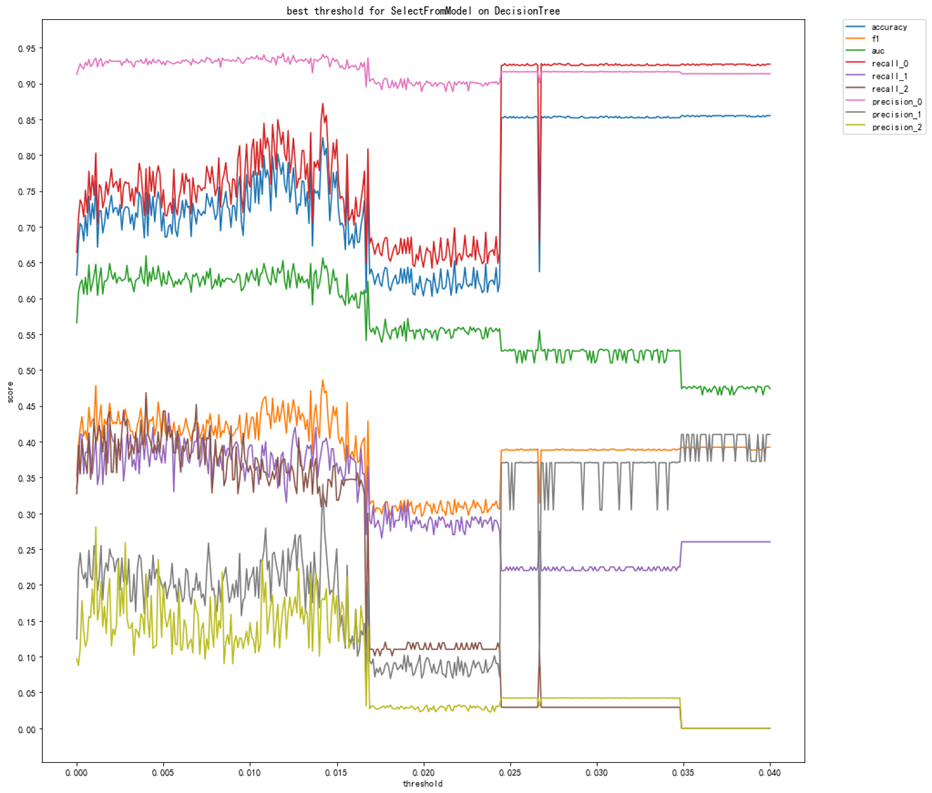 best threshold for SelectFromModel on DecisionTree
accuracy
f1
auc
recall_0
recall_1
recall_2
precision_0
precision_1
precision_2
0.95
0.90
0.85
0.80
0.75
0.70
0.65
0.60
0.55
0.50
0.45
0.40
0.35
0.30
0.25
0.20
0.15
0.10
0.05
0.00
score
0.000 0.005 0.010 0.015 0.020 0.025 0.030 0.035 0.040
threshold